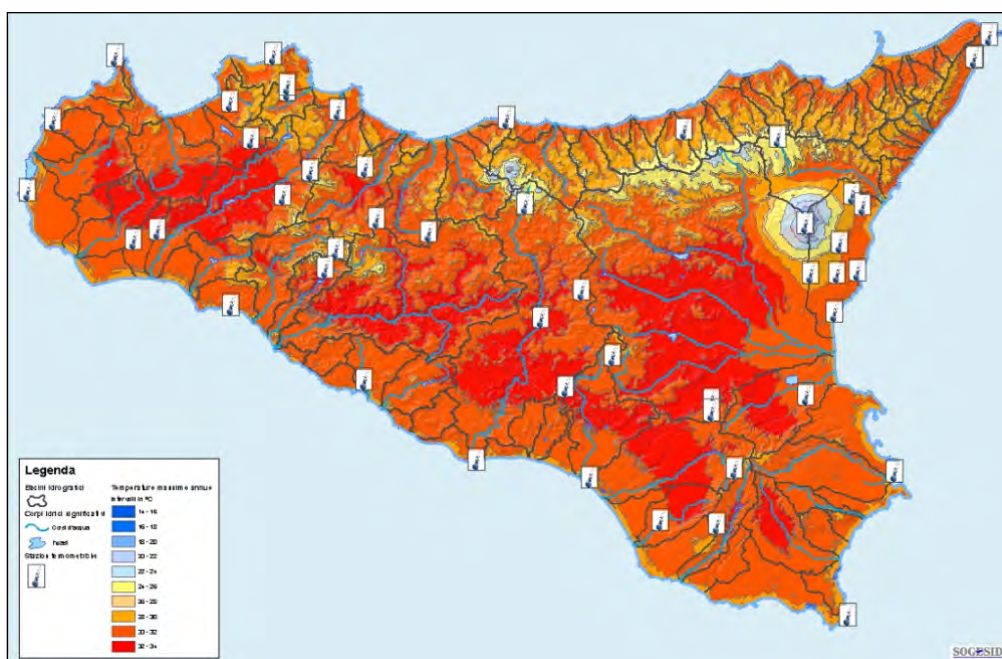 Legenda
Bacini idrografici
Corpi idrici significativi
Corsi d'acqua
Invasi
Stazioni termometriche
Temperature massime annue
intervalli in °C
14 - 16
16 - 18
18 - 20
20 - 22
22 - 24
24 - 26
26 - 28
28 - 30
30 - 32
32 - 34
SOGESID